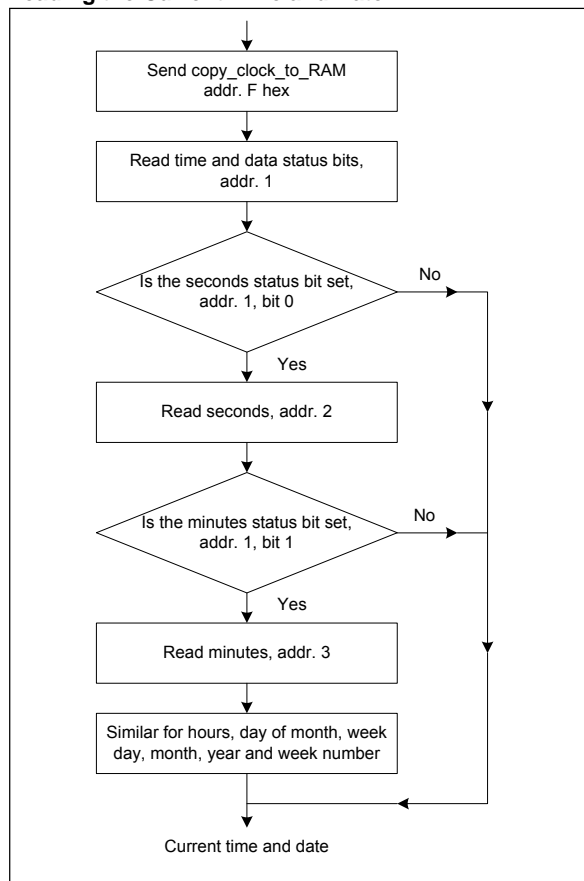 Send copy_clock_to_RAM
addr. F hex
Read time and data status bits,
addr. 1
Is the seconds status bit set,
addr. 1, bit 0
No
Yes
Read seconds, addr. 2
Is the minutes status bit set,
addr. 1, bit 1
No
Yes
Read minutes, addr. 3
Similar for hours, day of month, week
day, month, year and week number
Current time and date